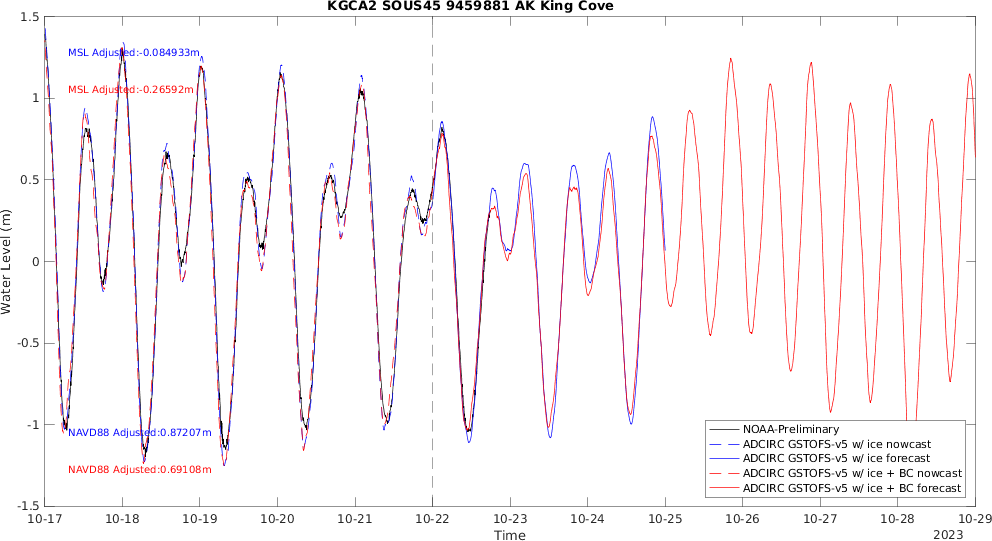 KGCA2 SOUS45 9459881 AK King Cove
Water Level (m)
1.5
1
0.5
0
-0.5
-1
-1.5
MSL Adjusted:-0.084933m
MSL Adjusted:-0.26592m
NAVD88 Adjusted:0.87207m
NAVD88 Adjusted:0.69108m
NOAA-Preliminary
ADCIRC GSTOFS-v5 w/ ice nowcast
ADCIRC GSTOFS-v5 w/ ice forecast
ADCIRC GSTOFS-v5 w/ ice + BC nowcast
ADCIRC GSTOFS-v5 w/ ice + BC forecast
10-17 10-18 10-19 10-20 10-21 10-22 10-23 10-24 10-25 10-26 10-27 10-28 10-29
Time
2023